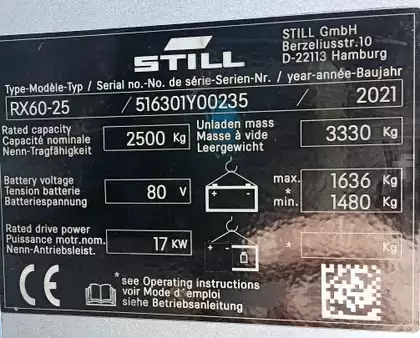 STILL
STILL GmbH
Berzeliusstr.10
D-22113 Hamburg
Type-Modèle-Typ / Serial no.-No. de série-Serien-Nr. / year-année-Baujahr
RX60-25 / 516301Y00235 / 2021
Rated capacity
Capacité nominale
Nenn-Tragfähigkeit
2500 Kg
Unladen mass
Masse à vide
Leergewicht
3330 Kg
Battery voltage
Tension batterie
Batteriespannung
80 V
+ -
max.
*
min.
1636 Kg
1480 Kg
Rated drive power
Puissance motr.nom.
Nenn-Antriebsleist.
17 KW
+ -
*
Kg
CE
*see Operating instructions
voir Mode d'emploi
siehe Betriebsanleitung